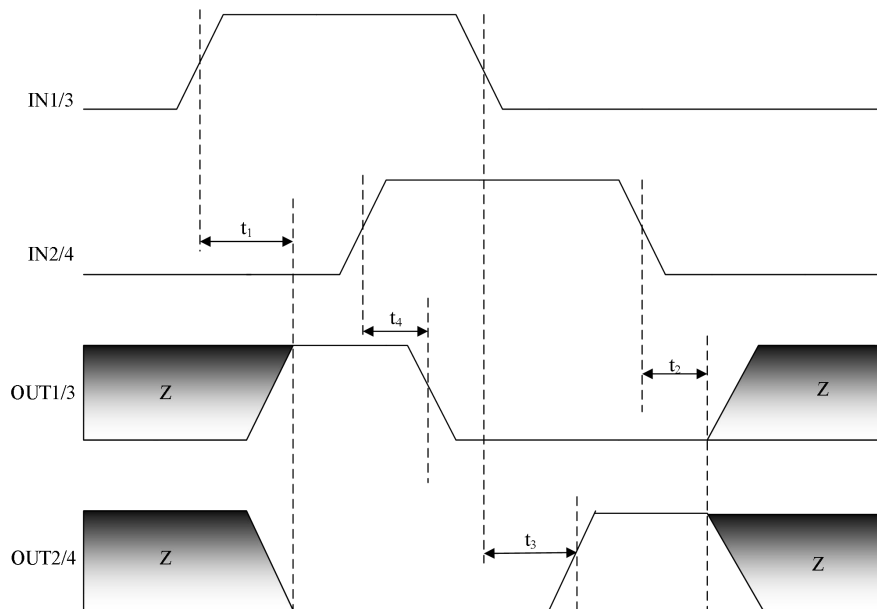 IN1/3
t₁
IN2/4
t₄
t₂
OUT1/3
Z
Z
t₃
OUT2/4
Z
Z